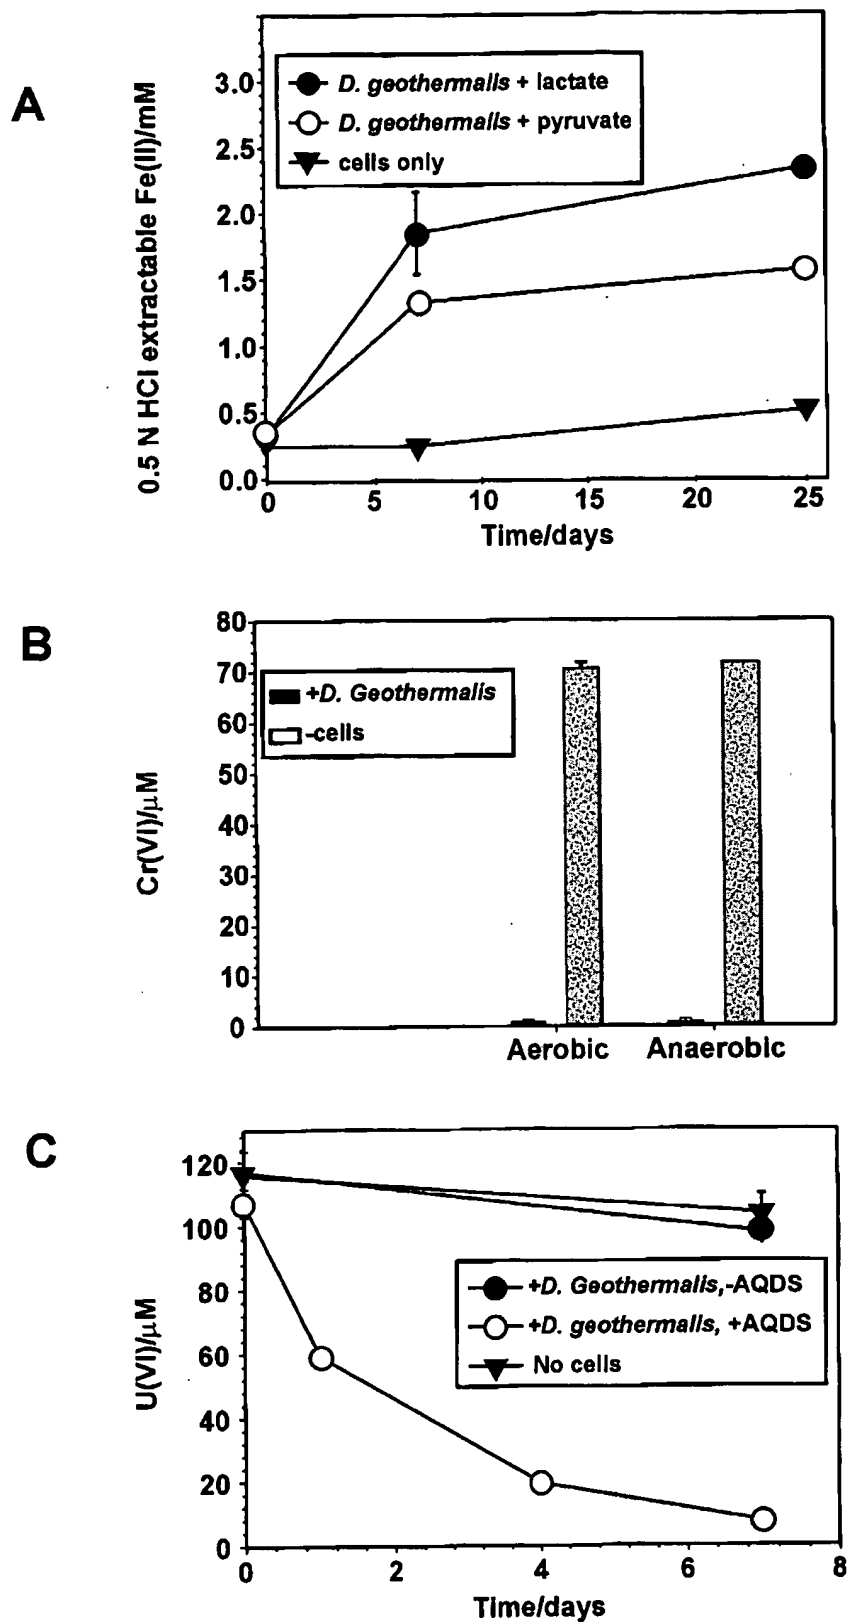 A
0.5 N HCl extractable Fe(II)/mM
3.0
2.5
2.0
1.5
1.0
0.5
0.0
D. geothermalis + lactate
D. geothermalis + pyruvate
cells only
0 5 10 15 20 25
Time/days
B
Cr(VI)/µM
80
70
60
50
40
30
20
10
0
+D. Geothermalis
-cells
Aerobic Anaerobic
C
U(VI)/µM
120
100
80
60
40
20
0
+D. Geothermalis,-AQDS
+D. geothermalis, +AQDS
No cells
0 2 4 6 8
Time/days